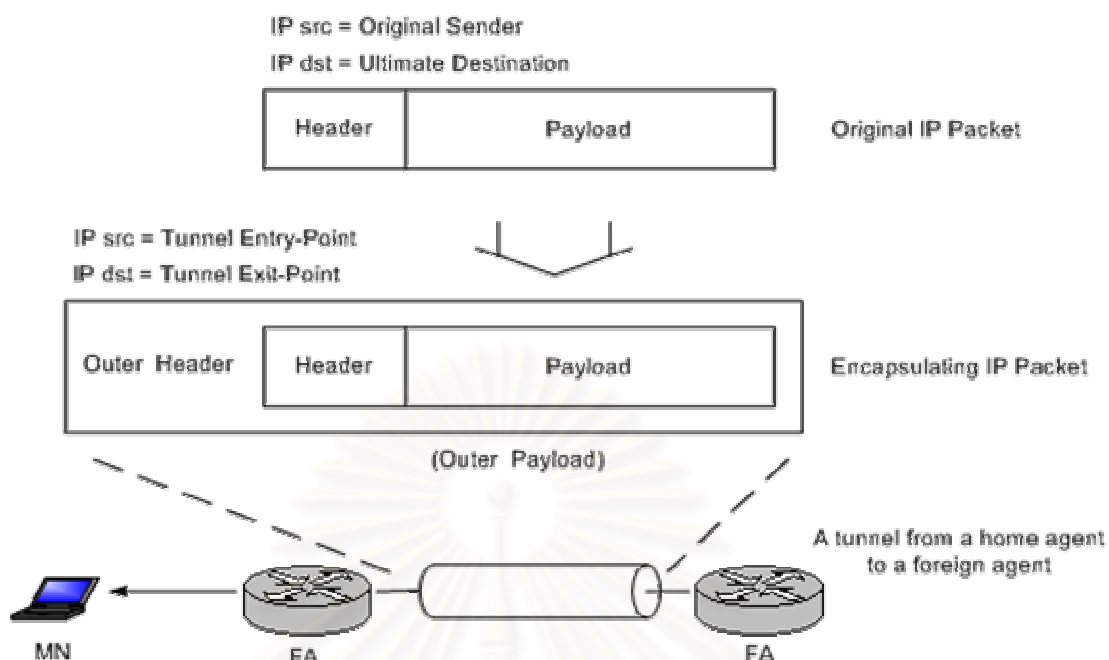 IP src = Original Sender
IP dst = Ultimate Destination
Header
Payload
Original IP Packet
IP src = Tunnel Entry-Point
IP dst = Tunnel Exit-Point
Outer Header
Header
Payload
Encapsulating IP Packet
(Outer Payload)
A tunnel from a home agent
to a foreign agent
MN
FA
FA